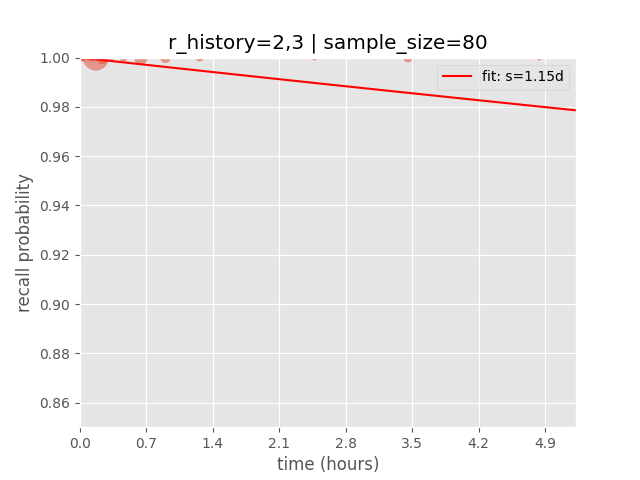 r_history=2,3 | sample_size=80
1.00
0.98
0.96
0.94
0.92
0.90
0.88
0.86
recall probability
fit: s=1.15d
0.0 0.7 1.4 2.1 2.8 3.5 4.2 4.9
time (hours)